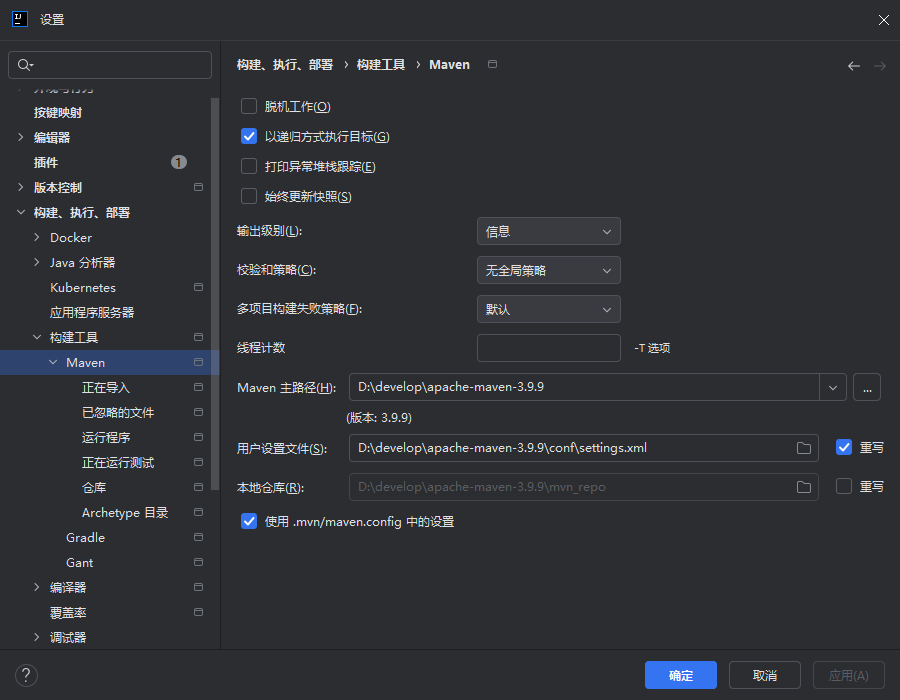 设置
构建、执行、部署 › 构建工具 › Maven
按键映射
编辑器
插件 1
版本控制
构建、执行、部署
Docker
Java 分析器
Kubernetes
应用程序服务器
构建工具
Maven
正在导入
已忽略的文件
运行程序
正在运行测试
仓库
Archetype 目录
Gradle
Gant
编译器
覆盖率
调试器
脱机工作(O)
以递归方式执行目标(G)
打印异常堆栈跟踪(E)
始终更新快照(S)
输出级别(L): 信息
校验和策略(C): 无全局策略
多项目构建失败策略(F): 默认
线程计数 -T 选项
Maven 主路径(H): D:\develop\apache-maven-3.9.9 ...
(版本: 3.9.9)
用户设置文件(S): D:\develop\apache-maven-3.9.9\conf\settings.xml 重写
本地仓库(R): D:\develop\apache-maven-3.9.9\mvn_repo 重写
使用 .mvn/maven.config 中的设置
? 确定 取消 应用(A)